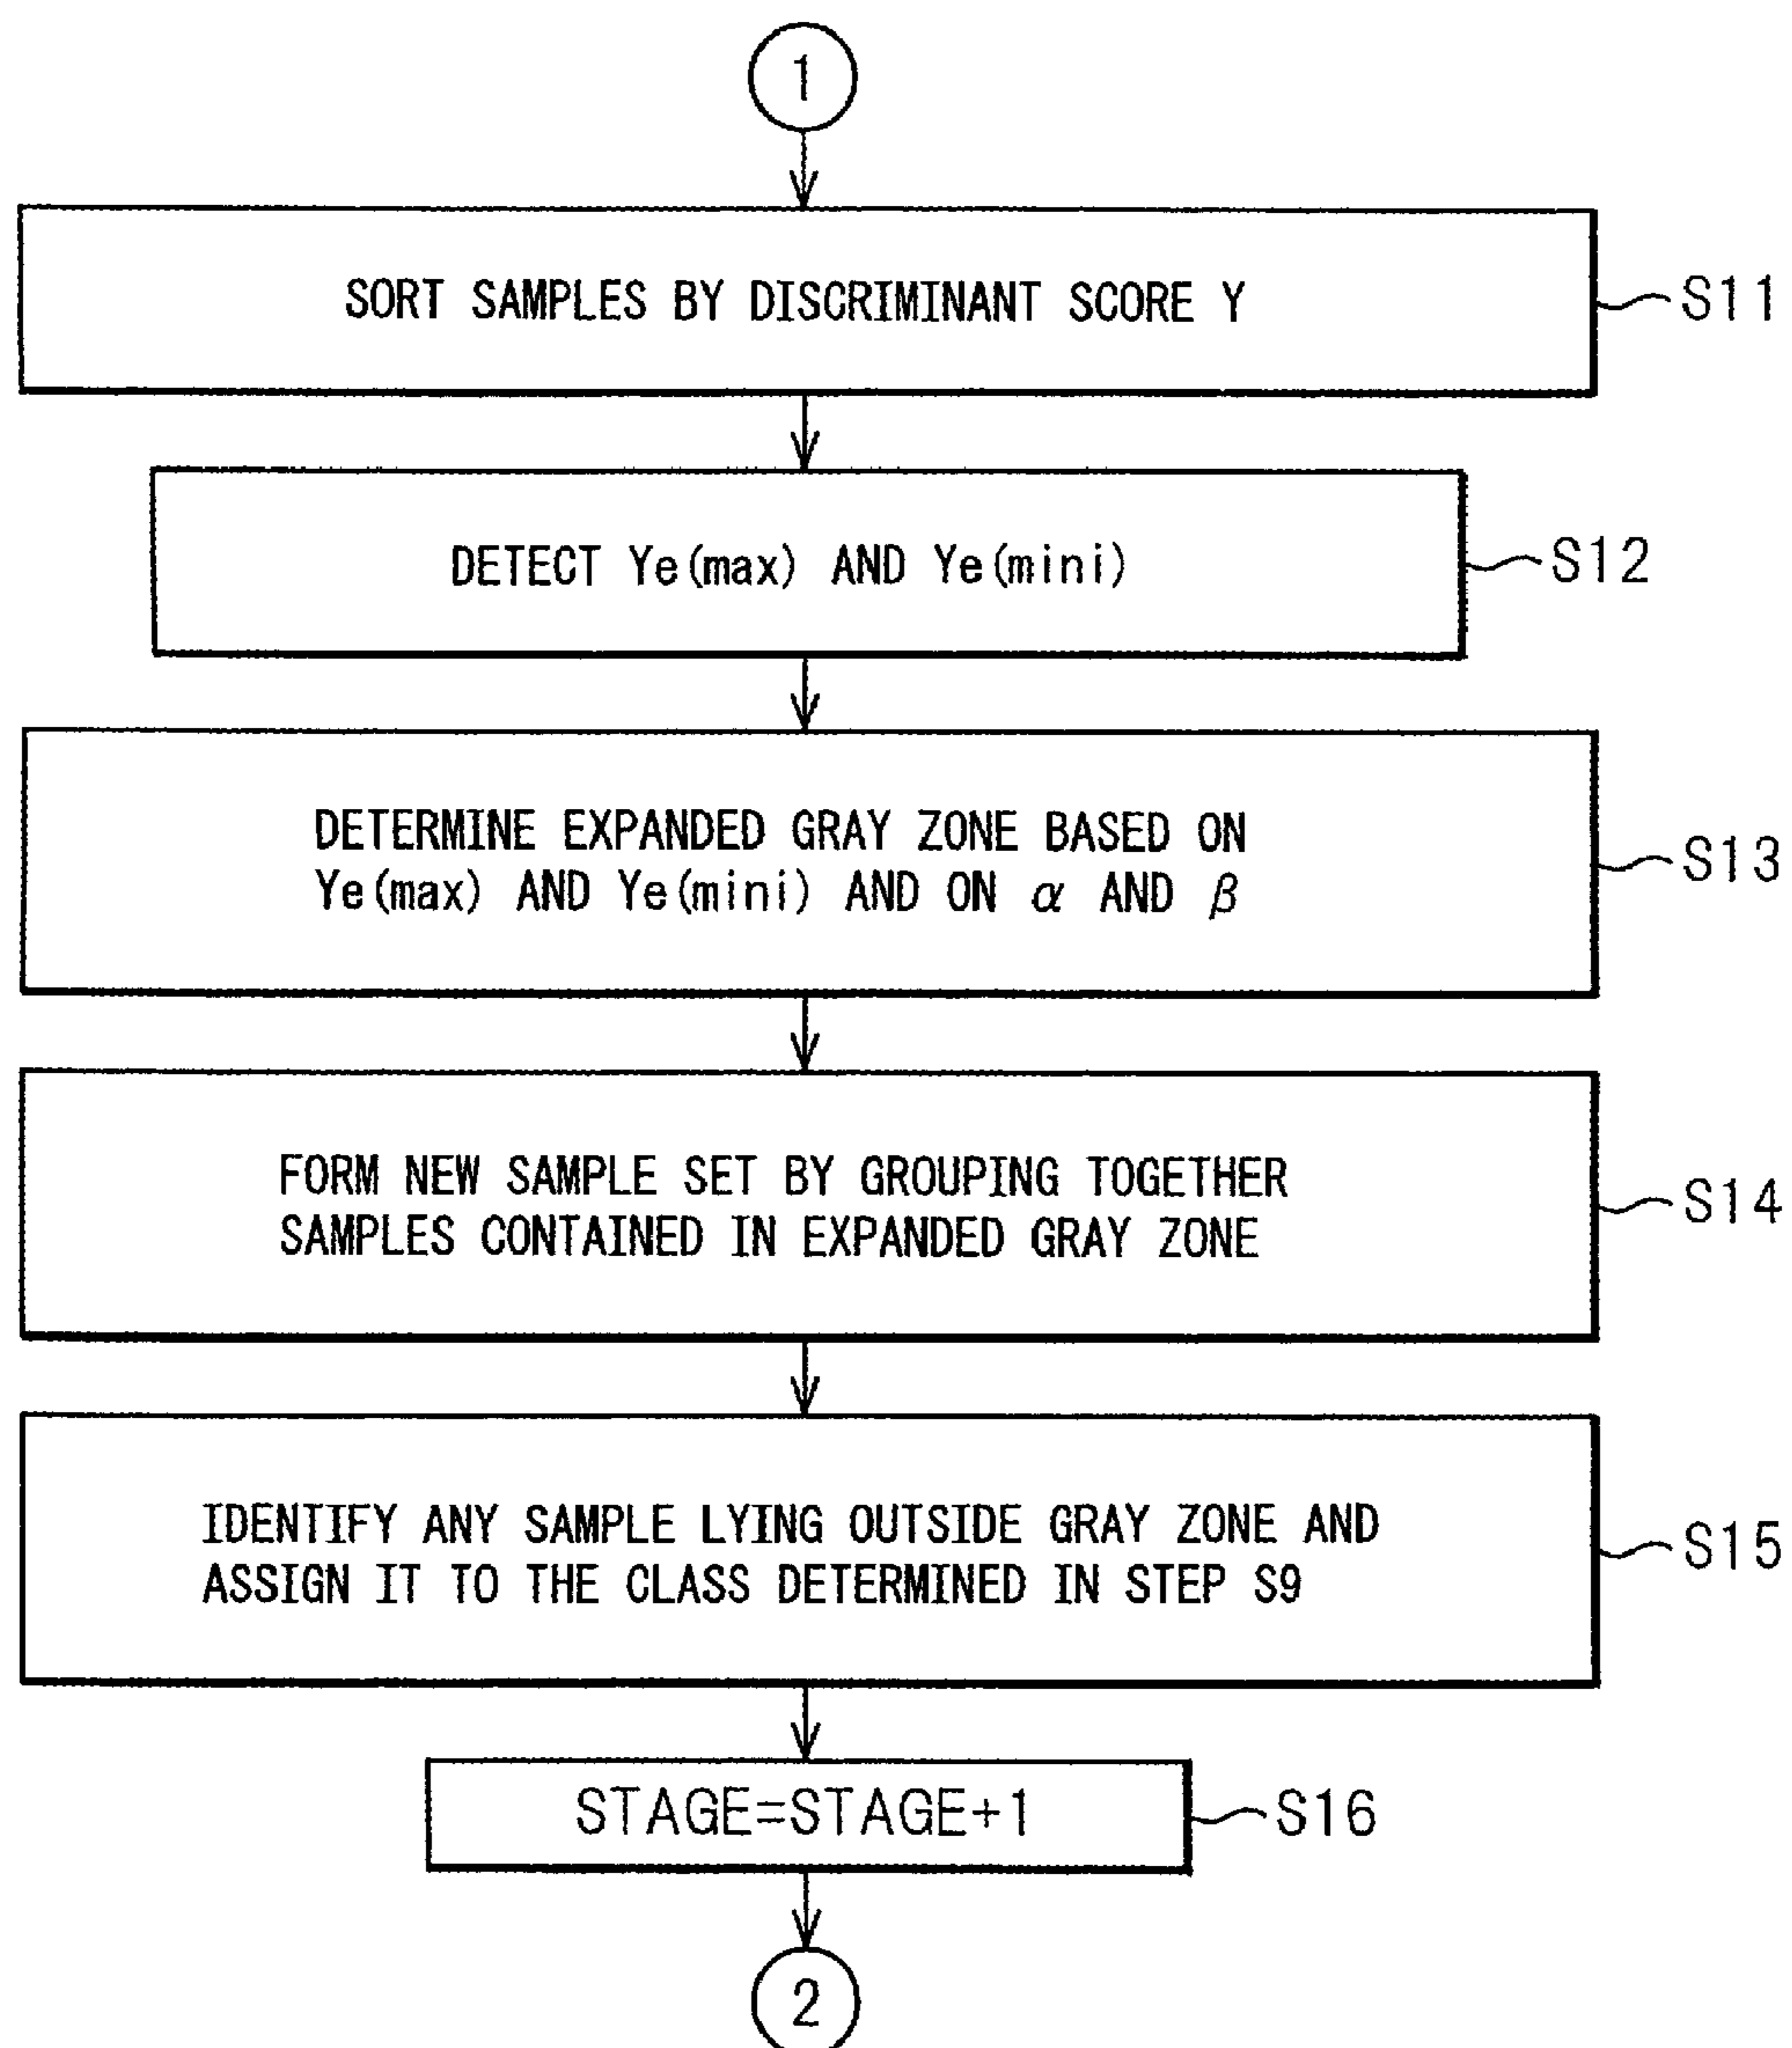 1
SORT SAMPLES BY DISCRIMINANT SCORE Y
S11
DETECT Ye(max) AND Ye(mini)
S12
DETERMINE EXPANDED GRAY ZONE BASED ON
Ye(max) AND Ye(mini) AND ON α AND β
S13
FORM NEW SAMPLE SET BY GROUPING TOGETHER
SAMPLES CONTAINED IN EXPANDED GRAY ZONE
S14
IDENTIFY ANY SAMPLE LYING OUTSIDE GRAY ZONE AND
ASSIGN IT TO THE CLASS DETERMINED IN STEP S9
S15
STAGE=STAGE+1
S16
2